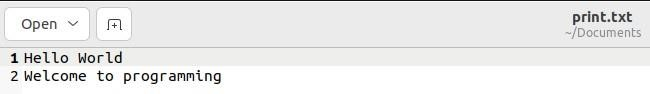 Open
print.txt
~/Documents
1 Hello World
2 Welcome to programming